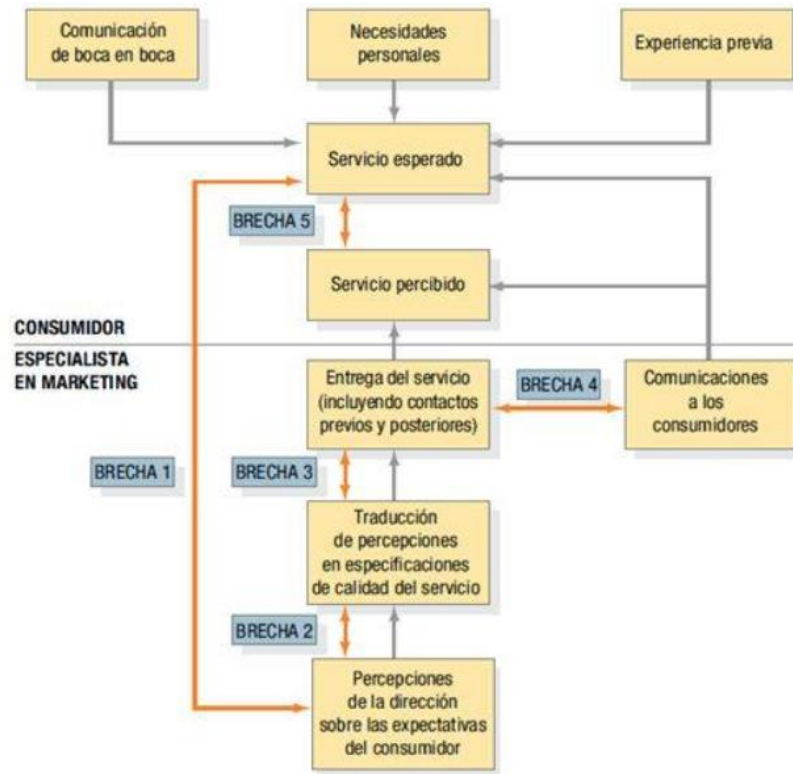 Comunicación
de boca en boca
Necesidades
personales
Experiencia previa
Servicio esperado
BRECHA 5
Servicio percibido
CONSUMIDOR
ESPECIALISTA
EN MARKETING
Entrega del servicio
(incluyendo contactos
previos y posteriores)
BRECHA 4
Comunicaciones
a los
consumidores
BRECHA 1
BRECHA 3
Traducción
de percepciones
en especificaciones
de calidad del servicio
BRECHA 2
Percepciones
de la dirección
sobre las expectativas
del consumidor